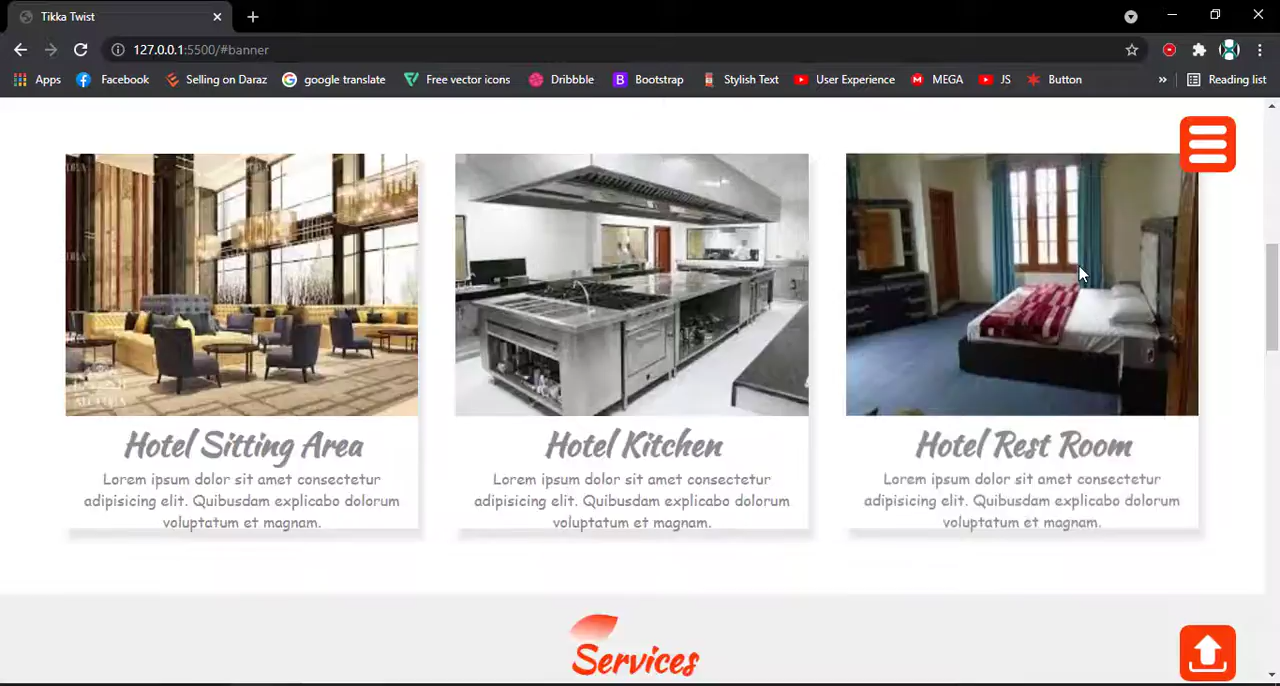 Tikka Twist
127.0.0.1:5500/#banner
Apps Facebook Selling on Daraz google translate Free vector icons Dribbble Bootstrap Stylish Text User Experience MEGA JS Button » Reading list
Hotel Sitting Area
Lorem ipsum dolor sit amet consectetur
adipisicing elit. Quibusdam explicabo dolorum
voluptatum et magnam.
Hotel Kitchen
Lorem ipsum dolor sit amet consectetur
adipisicing elit. Quibusdam explicabo dolorum
voluptatum et magnam.
Hotel Rest Room
Lorem ipsum dolor sit amet consectetur
adipisicing elit. Quibusdam explicabo dolorum
voluptatum et magnam.
Services